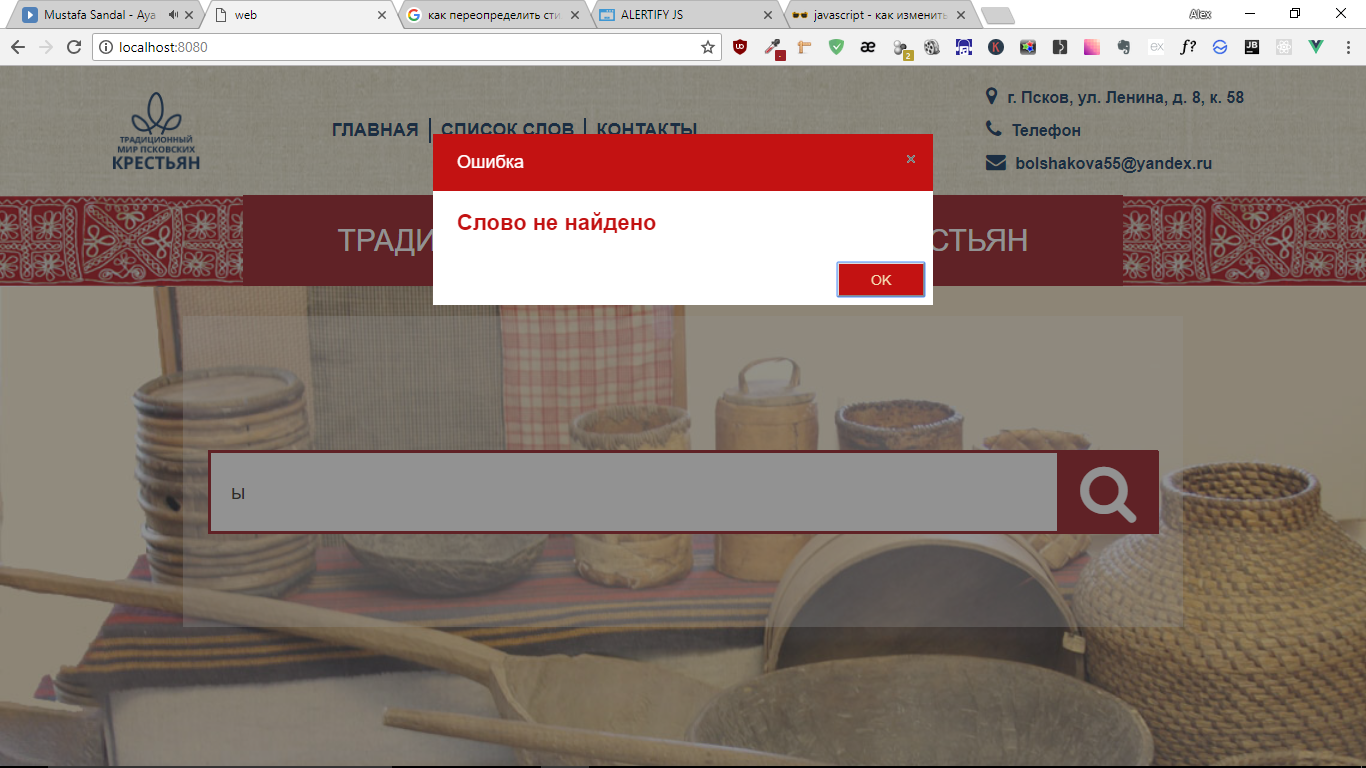 Mustafa Sandal - Aya
web
как переопределить сти
ALERTIFY JS
javascript - как изменить
Alex
localhost:8080
2
ТРАДИЦИОННЫЙ
МИР ПСКОВСКИХ
КРЕСТЬЯН
ГЛАВНАЯ
СПИСОК СЛОВ
КОНТАКТЫ
г. Псков, ул. Ленина, д. 8, к. 58
Телефон
bolshakova55@yandex.ru
Ошибка
×
Слово не найдено
OK
ТРАДИ
СТЬЯН
Ы